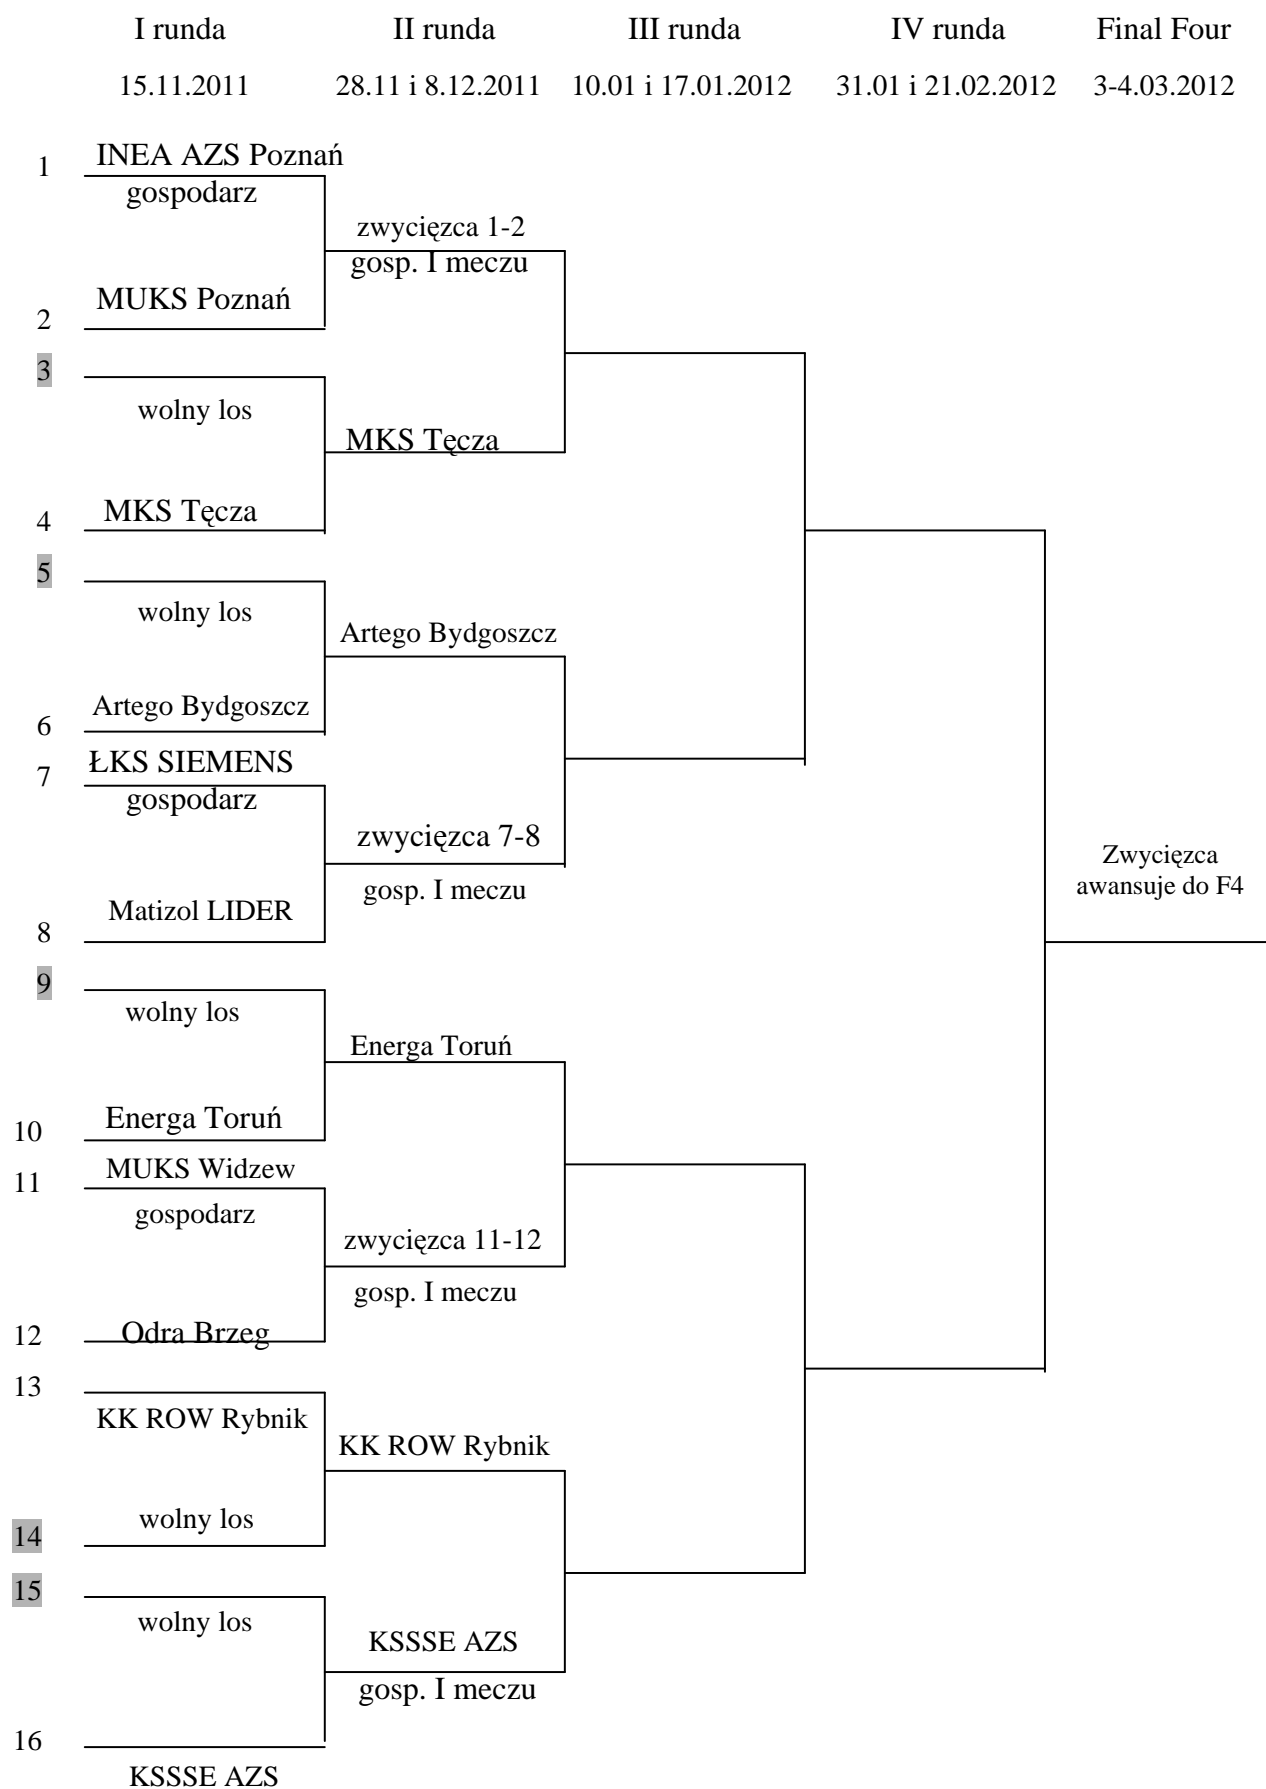 I runda II runda III runda IV runda Final Four
15.11.2011 28.11 i 8.12.2011 10.01 i 17.01.2012 31.01 i 21.02.2012 3-4.03.2012
1 INEA AZS Poznań
gospodarz
zwycięzca 1-2
gosp. I meczu
2 MUKS Poznań
3
wolny los
MKS Tęcza
4 MKS Tęcza
5
wolny los
Artego Bydgoszcz
6 Artego Bydgoszcz
7 ŁKS SIEMENS
gospodarz
zwycięzca 7-8
gosp. I meczu
Zwycięzca
awansuje do F4
8 Matizol LIDER
9
wolny los
Energa Toruń
10 Energa Toruń
11 MUKS Widzew
gospodarz
zwycięzca 11-12
gosp. I meczu
12 Odra Brzeg
13
KK ROW Rybnik
KK ROW Rybnik
14 wolny los
15
wolny los
KSSSE AZS
gosp. I meczu
16
KSSSE AZS